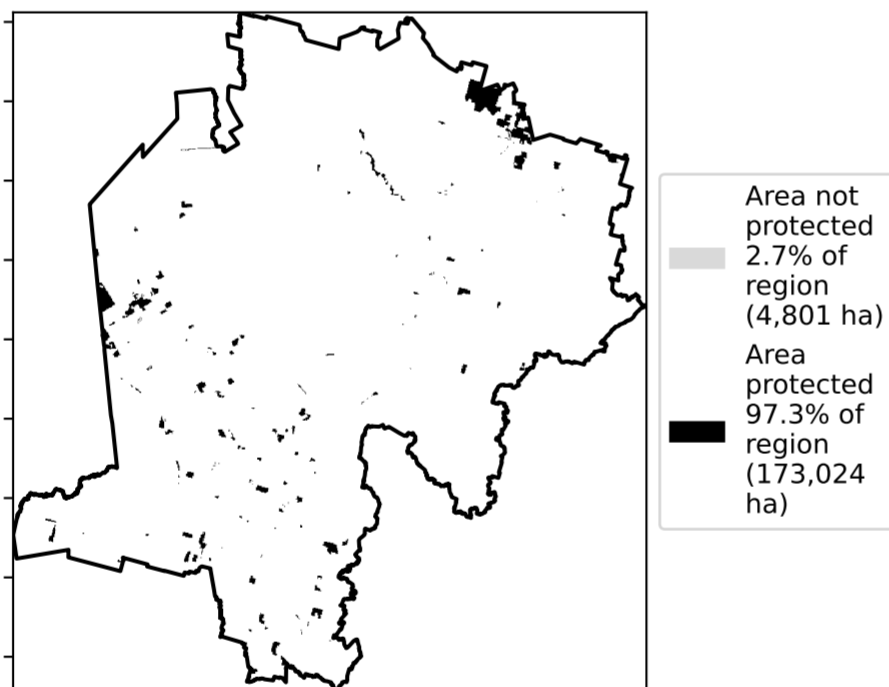 Area not
protected
2.7% of
region
(4,801 ha)
Area
protected
97.3% of
region
(173,024
ha)